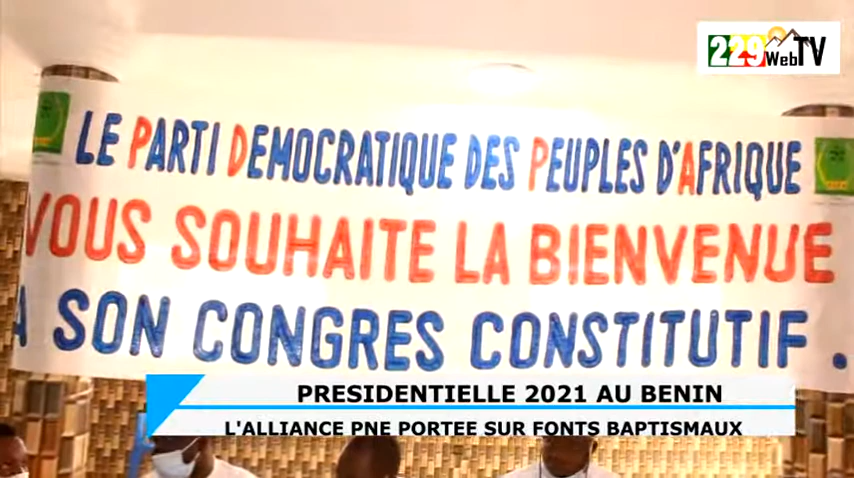 229WebTV
LE PARTI DEMOCRATIQUE DES PEUPLES D'AFRIQUE
VOUS SOUHAITE LA BIENVENUE
A SON CONGRES CONSTITUTIF.
PRESIDENTIELLE 2021 AU BENIN
L'ALLIANCE PNE PORTEE SUR FONTS BAPTISMAUX